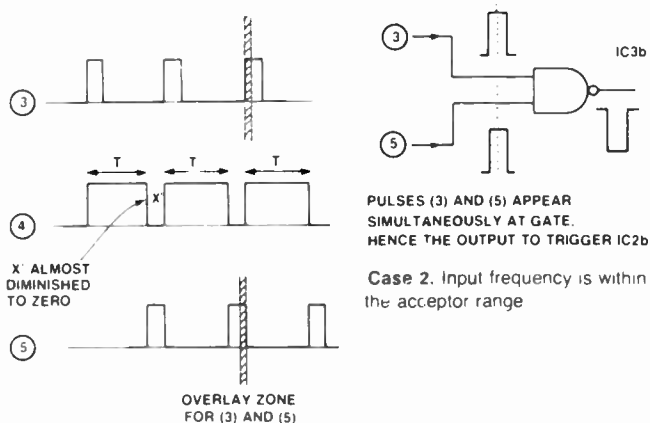 3
T T T
4
X'
X' ALMOST
DIMINISHED
TO ZERO
5
OVERLAY ZONE
FOR (3) AND (5)
3
IC3b
5
PULSES (3) AND (5) APPEAR
SIMULTANEOUSLY AT GATE.
HENCE THE OUTPUT TO TRIGGER IC2b
Case 2. Input frequency is within
the acceptor range